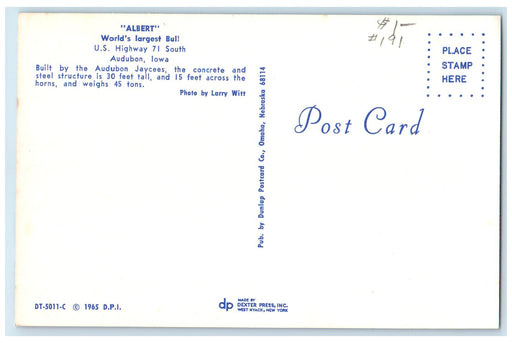 "ALBERT"
World's largest Bull
U.S. Highway 71 South
Audubon, Iowa
Built by the Audubon Jaycees, the concrete and
steel structure is 30 feet tall, and 15 feet across the
horns, and weighs 45 tons.
Photo by Larry Witt
#1-
#191
PLACE
STAMP
HERE
Post Card
Pub. by Dunlap Postcard Co., Omaha, Nebraska 68114
DT-5011-C © 1965 D.P.I.
dp
MADE BY
DEXTER PRESS, INC.
WEST NYACK, NEW YORK